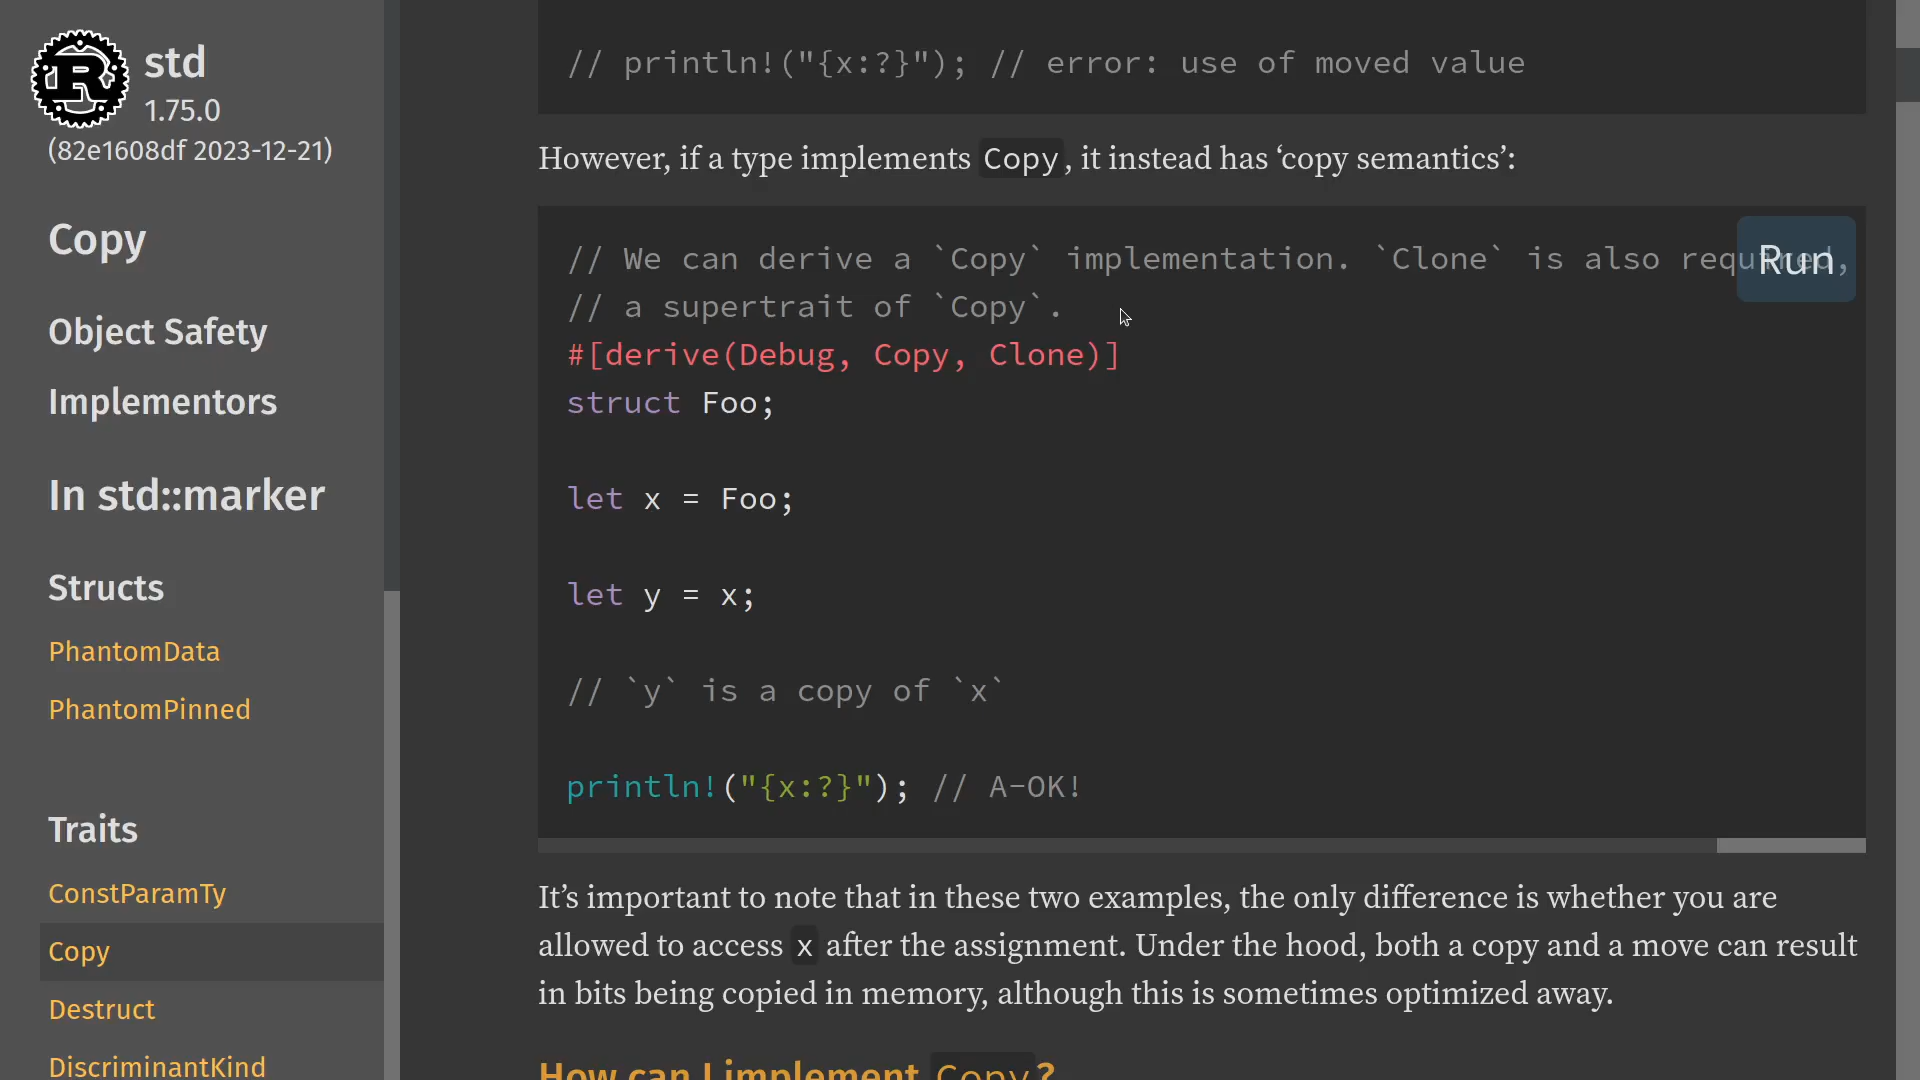 std
1.75.0
(82e1608df 2023-12-21)
Copy
Object Safety
Implementors
In std::marker
Structs
PhantomData
PhantomPinned
Traits
ConstParamTy
Copy
Destruct
DiscriminantKind
// println!("{x:?}"); // error: use of moved value
However, if a type implements Copy, it instead has ‘copy semantics’:
// We can derive a `Copy` implementation. `Clone` is also required,
Run
// a supertrait of `Copy`.
#[derive(Debug, Copy, Clone)]
struct Foo;
let x = Foo;
let y = x;
// `y` is a copy of `x`
println!("{x:?}"); // A-OK!
It’s important to note that in these two examples, the only difference is whether you are
allowed to access x after the assignment. Under the hood, both a copy and a move can result
in bits being copied in memory, although this is sometimes optimized away.
How can I implement Copy?